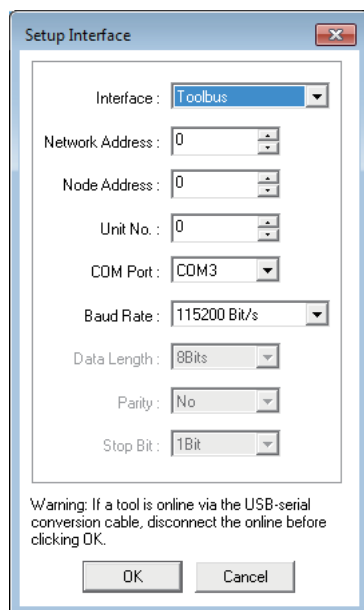 Setup Interface
Interface : Toolbus
Network Address : 0
Node Address : 0
Unit No. : 0
COM Port : COM3
Baud Rate : 115200 Bit/s
Data Length : 8Bits
Parity : No
Stop Bit : 1Bit
Warning: If a tool is online via the USB-serial
conversion cable, disconnect the online before
clicking OK.
OK Cancel